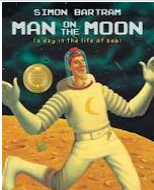 SIMON BARTRAM
MAN ON THE MOON
(a day in the life of Bob)